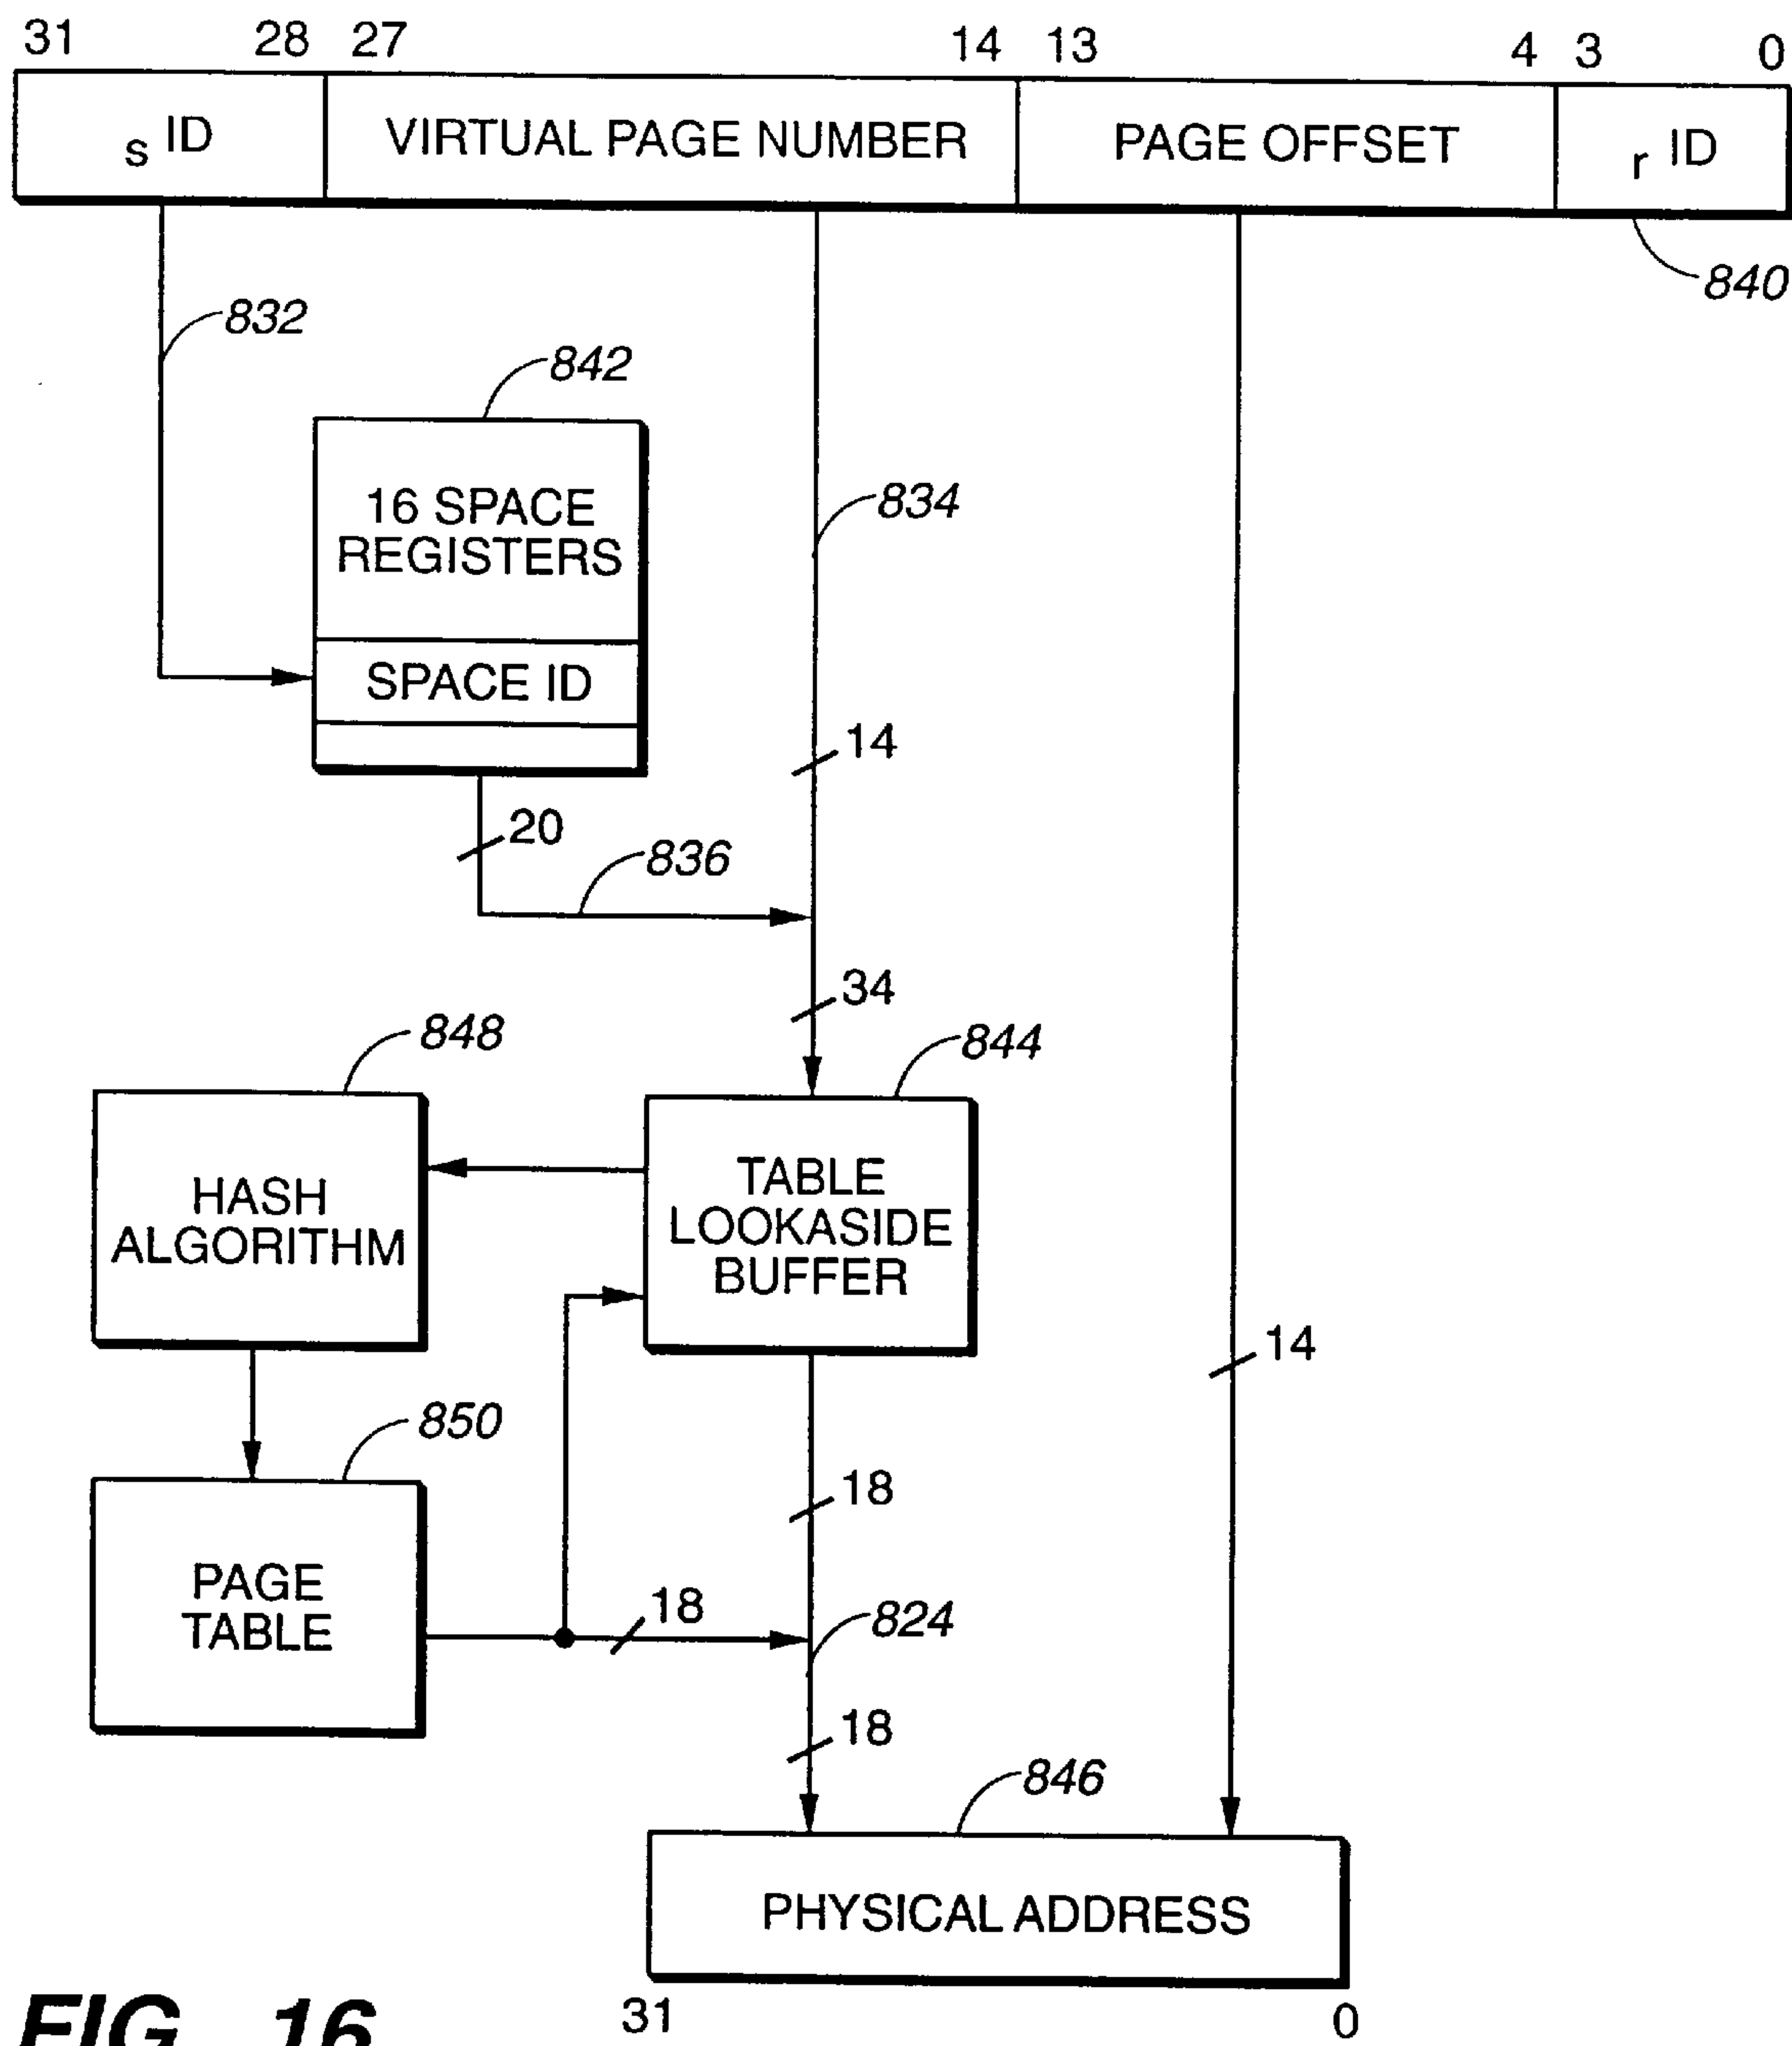 31 28 27 14 13 4 3 0
s ID VIRTUAL PAGE NUMBER PAGE OFFSET r ID
840
832
842
16 SPACE
REGISTERS
834
SPACE ID
14
20
836
34
848
844
HASH
ALGORITHM
TABLE
LOOKASIDE
BUFFER
14
850
18
PAGE
TABLE
18
824
18
846
PHYSICAL ADDRESS
31 0
FIG. 16